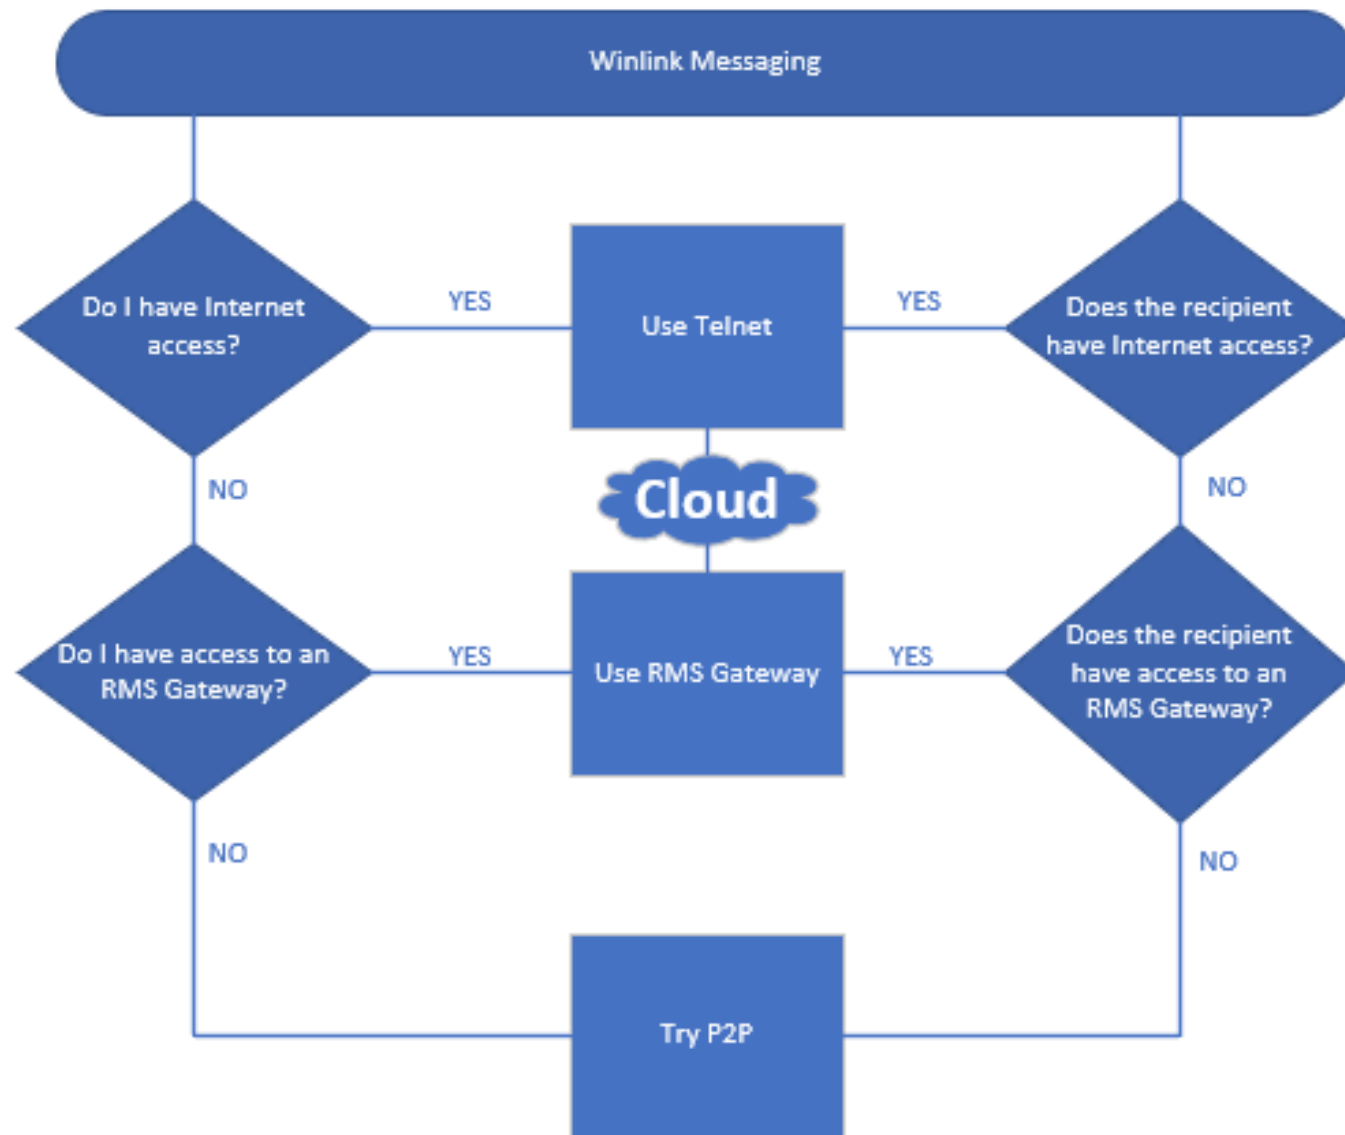 Winlink Messaging
Do I have Internet
access?
YES
Use Telnet
YES
Does the recipient
have Internet access?
NO
Cloud
NO
Do I have access to an
RMS Gateway?
YES
Use RMS Gateway
YES
Does the recipient
have access to an
RMS Gateway?
NO
NO
Try P2P